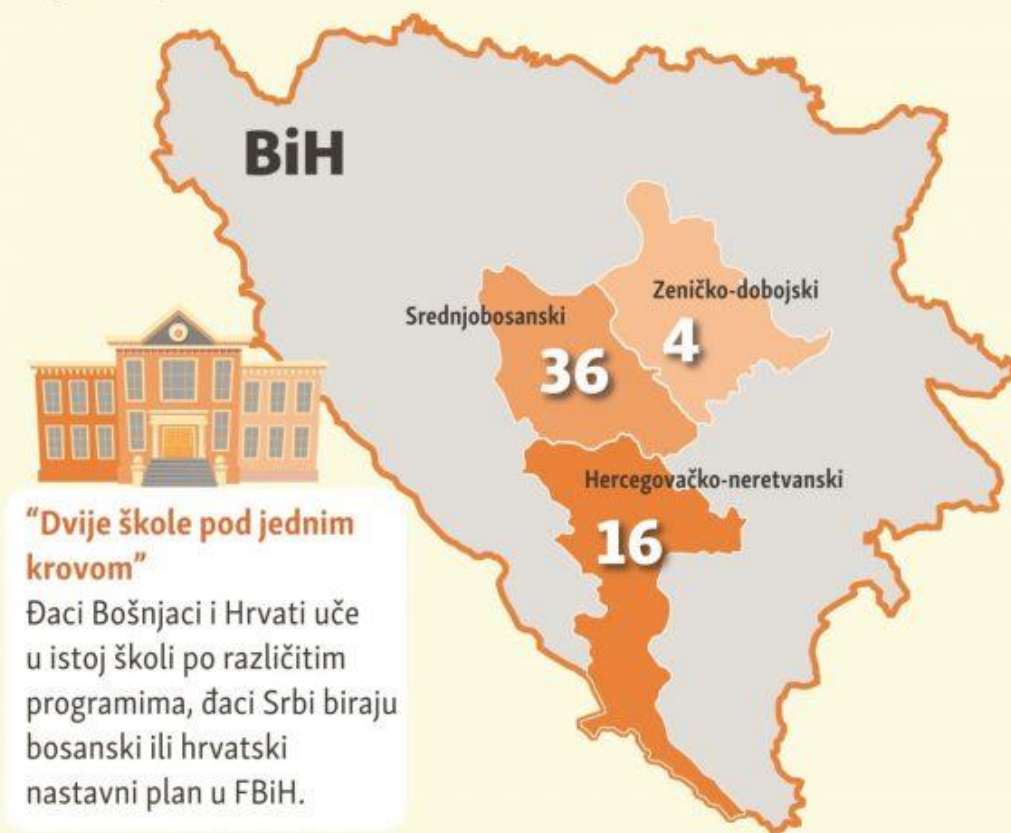 BiH
Zeničko-dobojski
4
Srednjobosanski
36
Hercegovačko-neretvanski
16
“Dvije škole pod jednim
krovom”
Đaci Bošnjaci i Hrvati uče
u istoj školi po različitim
programima, đaci Srbi biraju
bosanski ili hrvatski
nastavni plan u FBiH.